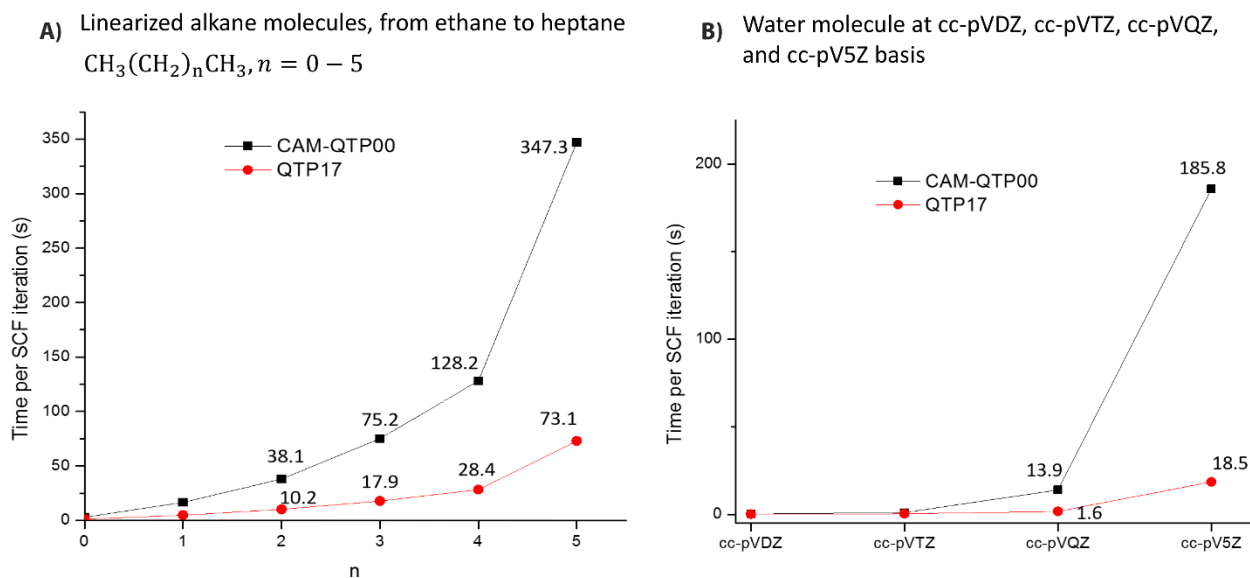 A) Linearized alkane molecules, from ethane to heptane
CH₃(CH₂)ₙCH₃, n = 0 − 5
350
300
250
200
150
100
50
0
Time per SCF iteration (s)
CAM-QTP00
QTP17
347.3
128.2
75.2
73.1
38.1
28.4
17.9
10.2
0 1 2 3 4 5
n
B) Water molecule at cc-pVDZ, cc-pVTZ, cc-pVQZ,
and cc-pV5Z basis
200
100
0
Time per SCF iteration (s)
CAM-QTP00
QTP17
185.8
13.9
18.5
1.6
cc-pVDZ cc-pVTZ cc-pVQZ cc-pV5Z